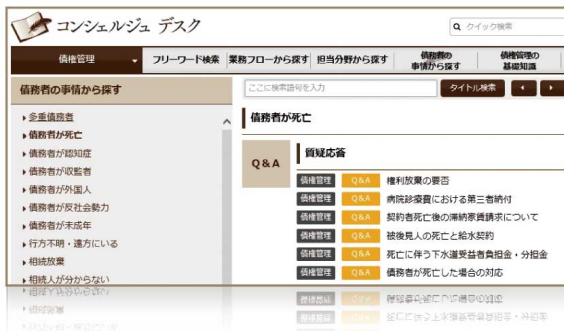 コンシェルジュ デスク
クイック検索
債権管理
フリーワード検索
業務フローから探す
担当分野から探す
債務者の
事情から探す
債権管理の
基礎知識
債務者の事情から探す
ここに検索語句を入力
タイトル検索
多重債務者
債務者が死亡
債務者が認知症
債務者が収監者
債務者が外国人
債務者が反社会勢力
債務者が未成年
行方不明・遠方にいる
相続放棄
相続人が分からない
債務者が死亡
Q&A
質疑応答
債権管理 Q&A 権利放棄の要否
債権管理 Q&A 病院診療費における第三者納付
債権管理 Q&A 契約者死亡後の滞納家賃請求について
債権管理 Q&A 被後見人の死亡と給水契約
債権管理 Q&A 死亡に伴う下水道受益者負担金・分担金
債権管理 Q&A 債務者が死亡した場合の対応